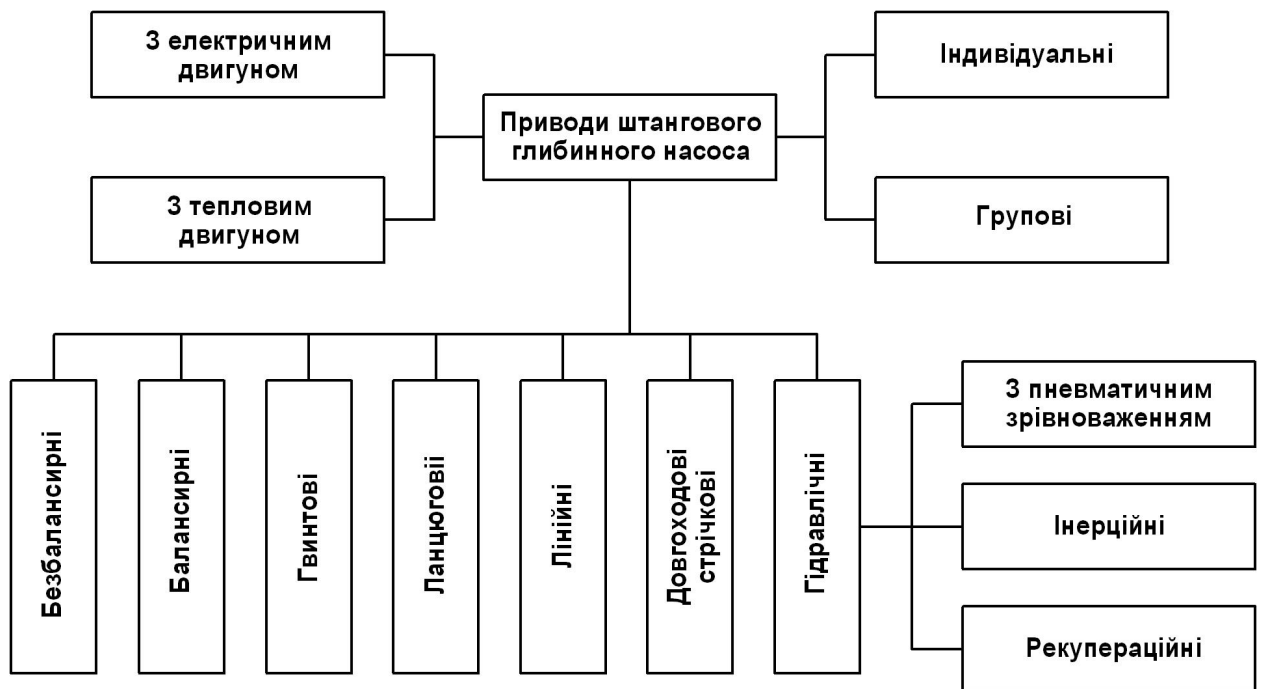 З електричним
двигуном
Індивідуальні
Приводи штангового
глибинного насоса
З тепловим
двигуном
Групові
Безбалансирні
Балансирні
Гвинтові
Ланцюговіі
Лінійні
Довгоходові
стрічкові
Гідравлічні
З пневматичним
зрівноваженням
Інерційні
Рекупераційні